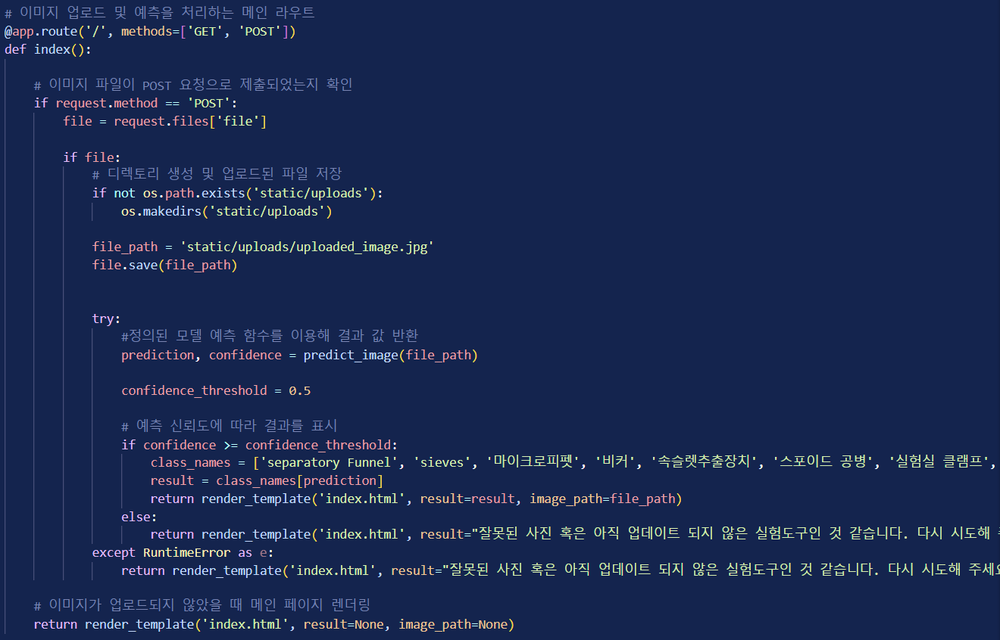 # 이미지 업로드 및 예측을 처리하는 메인 라우트
@app.route('/', methods=['GET', 'POST'])
def index():
# 이미지 파일이 POST 요청으로 제출되었는지 확인
if request.method == 'POST':
file = request.files['file']
if file:
# 디렉토리 생성 및 업로드된 파일 저장
if not os.path.exists('static/uploads'):
os.makedirs('static/uploads')
file_path = 'static/uploads/uploaded_image.jpg'
file.save(file_path)
try:
#정의된 모델 예측 함수를 이용해 결과 값 반환
prediction, confidence = predict_image(file_path)
confidence_threshold = 0.5
# 예측 신뢰도에 따라 결과를 표시
if confidence >= confidence_threshold:
class_names = ['separatory Funnel', 'sieves', '마이크로피펫', '비커', '속슬렛추출장치', '스포이드 공병', '실험실 클램프',
result = class_names[prediction]
return render_template('index.html', result=result, image_path=file_path)
else:
return render_template('index.html', result="잘못된 사진 혹은 아직 업데이트 되지 않은 실험도구인 것 같습니다. 다시 시도해
except RuntimeError as e:
return render_template('index.html', result="잘못된 사진 혹은 아직 업데이트 되지 않은 실험도구인 것 같습니다. 다시 시도해 주세요
# 이미지가 업로드되지 않았을 때 메인 페이지 렌더링
return render_template('index.html', result=None, image_path=None)